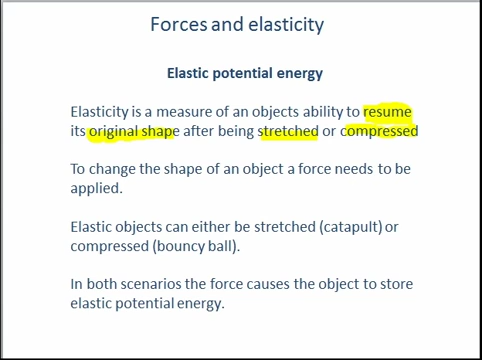 Forces and elasticity
Elastic potential energy
Elasticity is a measure of an objects ability to resume
its original shape after being stretched or compressed
To change the shape of an object a force needs to be
applied.
Elastic objects can either be stretched (catapult) or
compressed (bouncy ball).
In both scenarios the force causes the object to store
elastic potential energy.